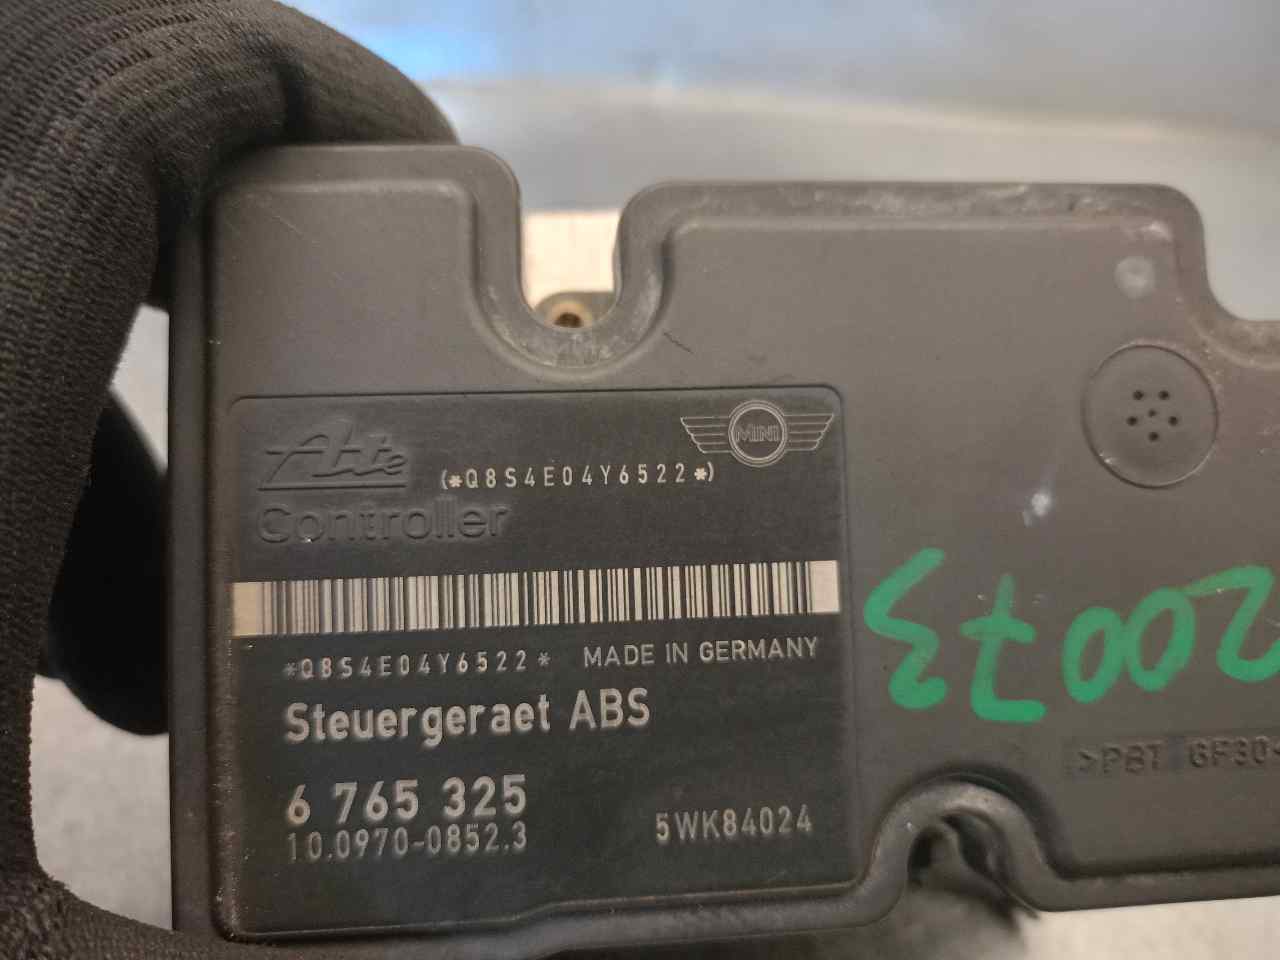 Ate
(*Q8S4E04Y6522*)
MINI
Controller
*Q8S4E04Y6522* MADE IN GERMANY
Steuergeraet ABS
6 765 325
10.0970-0852.3
5WK84024
20073
>PBT GF30